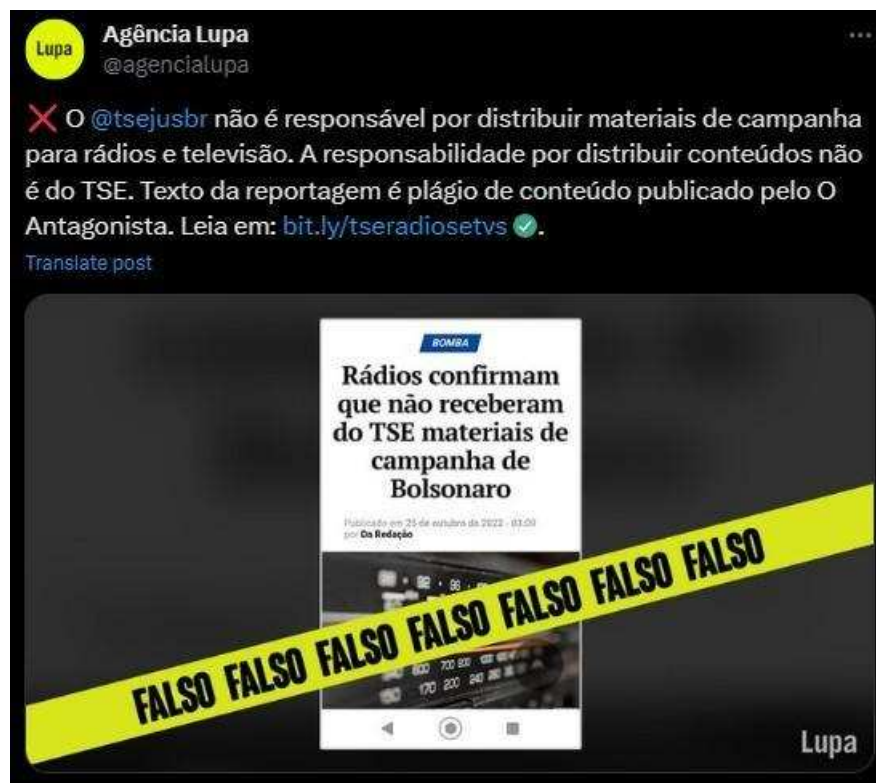 Lupa
Agência Lupa
@agencialupa
O @tsejusbr não é responsável por distribuir materiais de campanha
para rádios e televisão. A responsabilidade por distribuir conteúdos não
é do TSE. Texto da reportagem é plágio de conteúdo publicado pelo O
Antagonista. Leia em: bit.ly/tseradiosetvs .
Translate post
BOMBA
Rádios confirmam
que não receberam
do TSE materiais de
campanha de
Bolsonaro
Publicado em 25 de outubro de 2022 - 03:00
por Da Redação
FALSO FALSO FALSO FALSO FALSO FALSO FALSO
170 200 240
Lupa